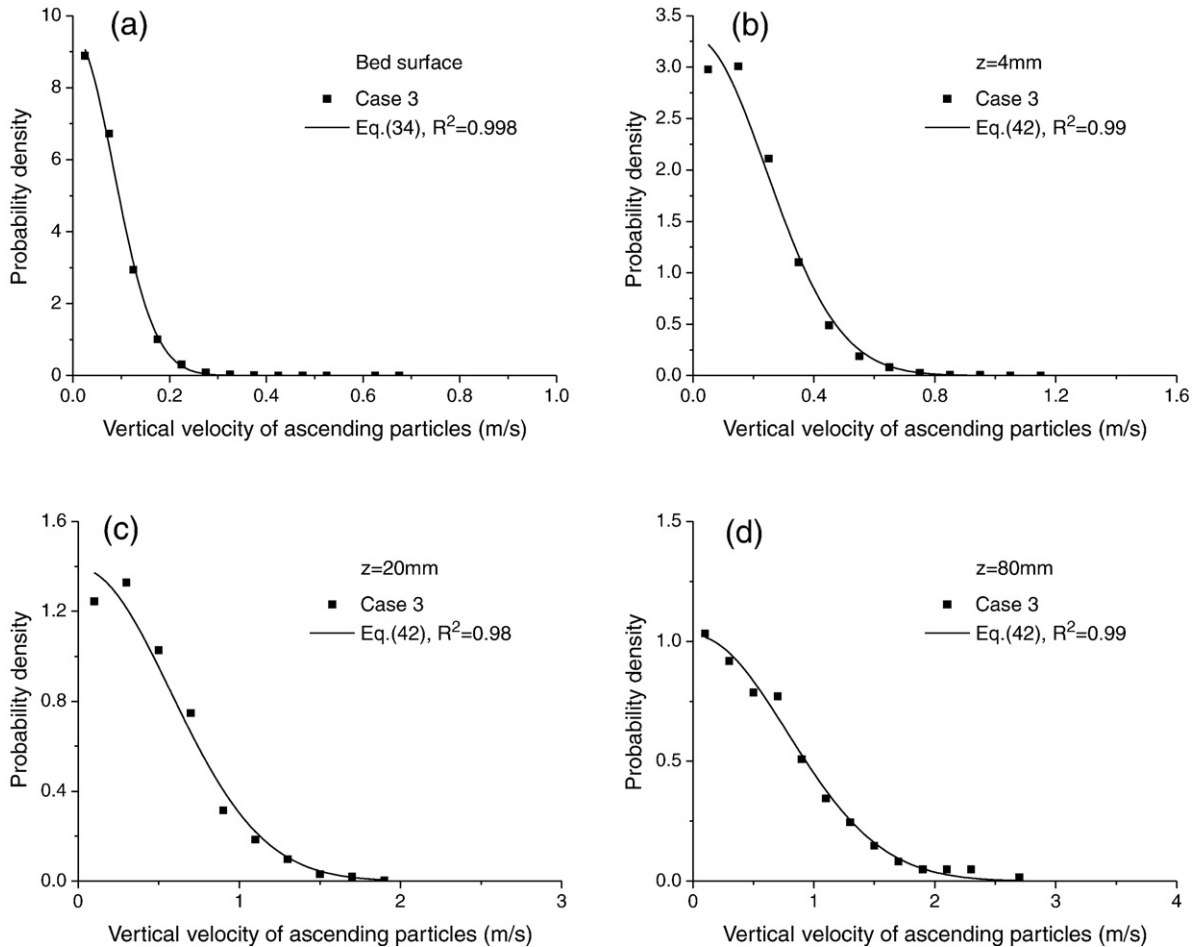 (a)
Bed surface
Case 3
Eq.(34), R²=0.998
Probability density
10
8
6
4
2
0
0.0 0.2 0.4 0.6 0.8 1.0
Vertical velocity of ascending particles (m/s)
(b)
z=4mm
Case 3
Eq.(42), R²=0.99
Probability density
3.5
3.0
2.5
2.0
1.5
1.0
0.5
0.0
0.0 0.4 0.8 1.2 1.6
Vertical velocity of ascending particles (m/s)
(c)
z=20mm
Case 3
Eq.(42), R²=0.98
Probability density
1.6
1.2
0.8
0.4
0.0
0 1 2 3
Vertical velocity of ascending particles (m/s)
(d)
z=80mm
Case 3
Eq.(42), R²=0.99
Probability density
1.5
1.0
0.5
0.0
0 1 2 3 4
Vertical velocity of ascending particles (m/s)